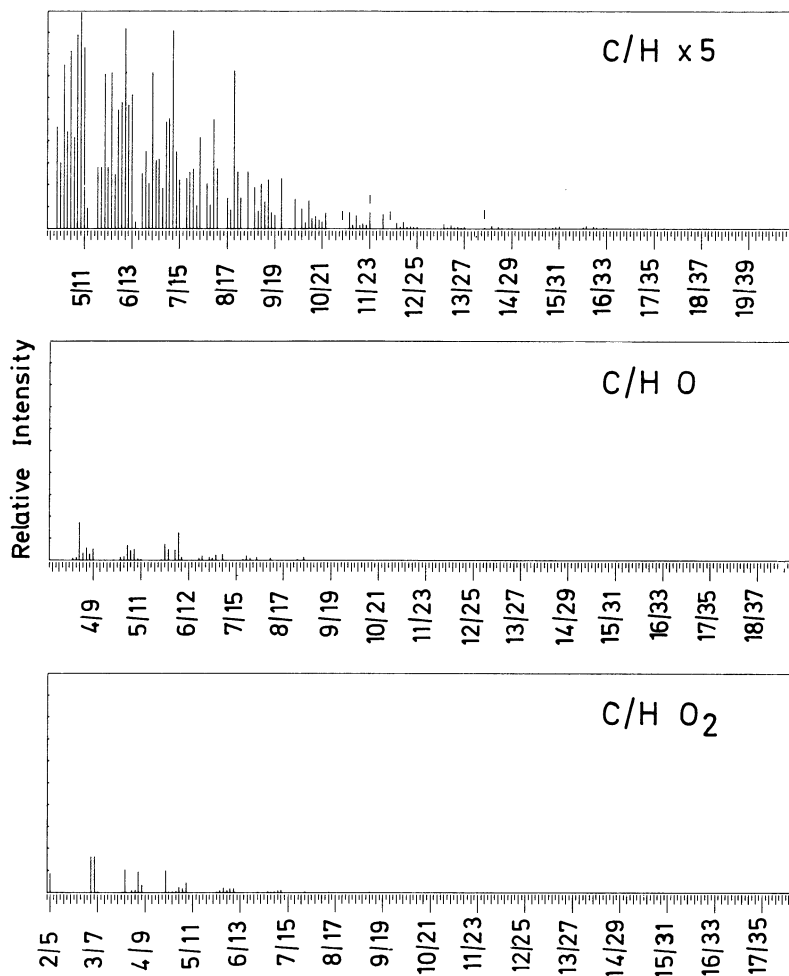 C/H x5
5/11 6/13 7/15 8/17 9/19 10/21 11/23 12/25 13/27 14/29 15/31 16/33 17/35 18/37 19/39
Relative Intensity
C/H O
4/9 5/11 6/12 7/15 8/17 9/19 10/21 11/23 12/25 13/27 14/29 15/31 16/33 17/35 18/37
C/H O₂
2/5 3/7 4/9 5/11 6/13 7/15 8/17 9/19 10/21 11/23 12/25 13/27 14/29 15/31 16/33 17/35